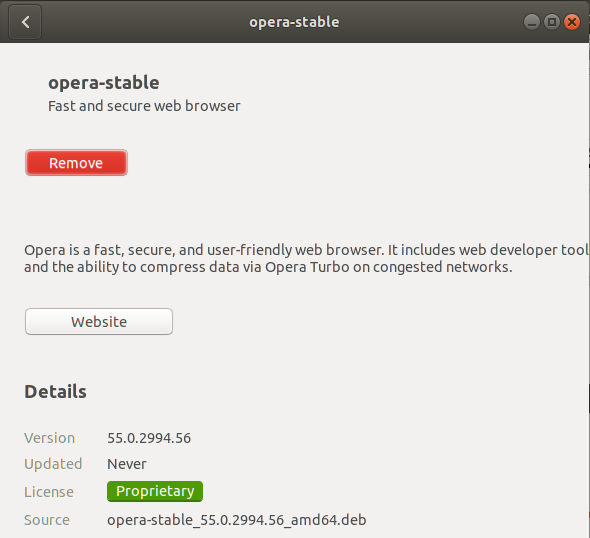 opera-stable
opera-stable
Fast and secure web browser
Remove
Opera is a fast, secure, and user-friendly web browser. It includes web developer tool
and the ability to compress data via Opera Turbo on congested networks.
Website
Details
Version 55.0.2994.56
Updated Never
License Proprietary
Source opera-stable_55.0.2994.56_amd64.deb